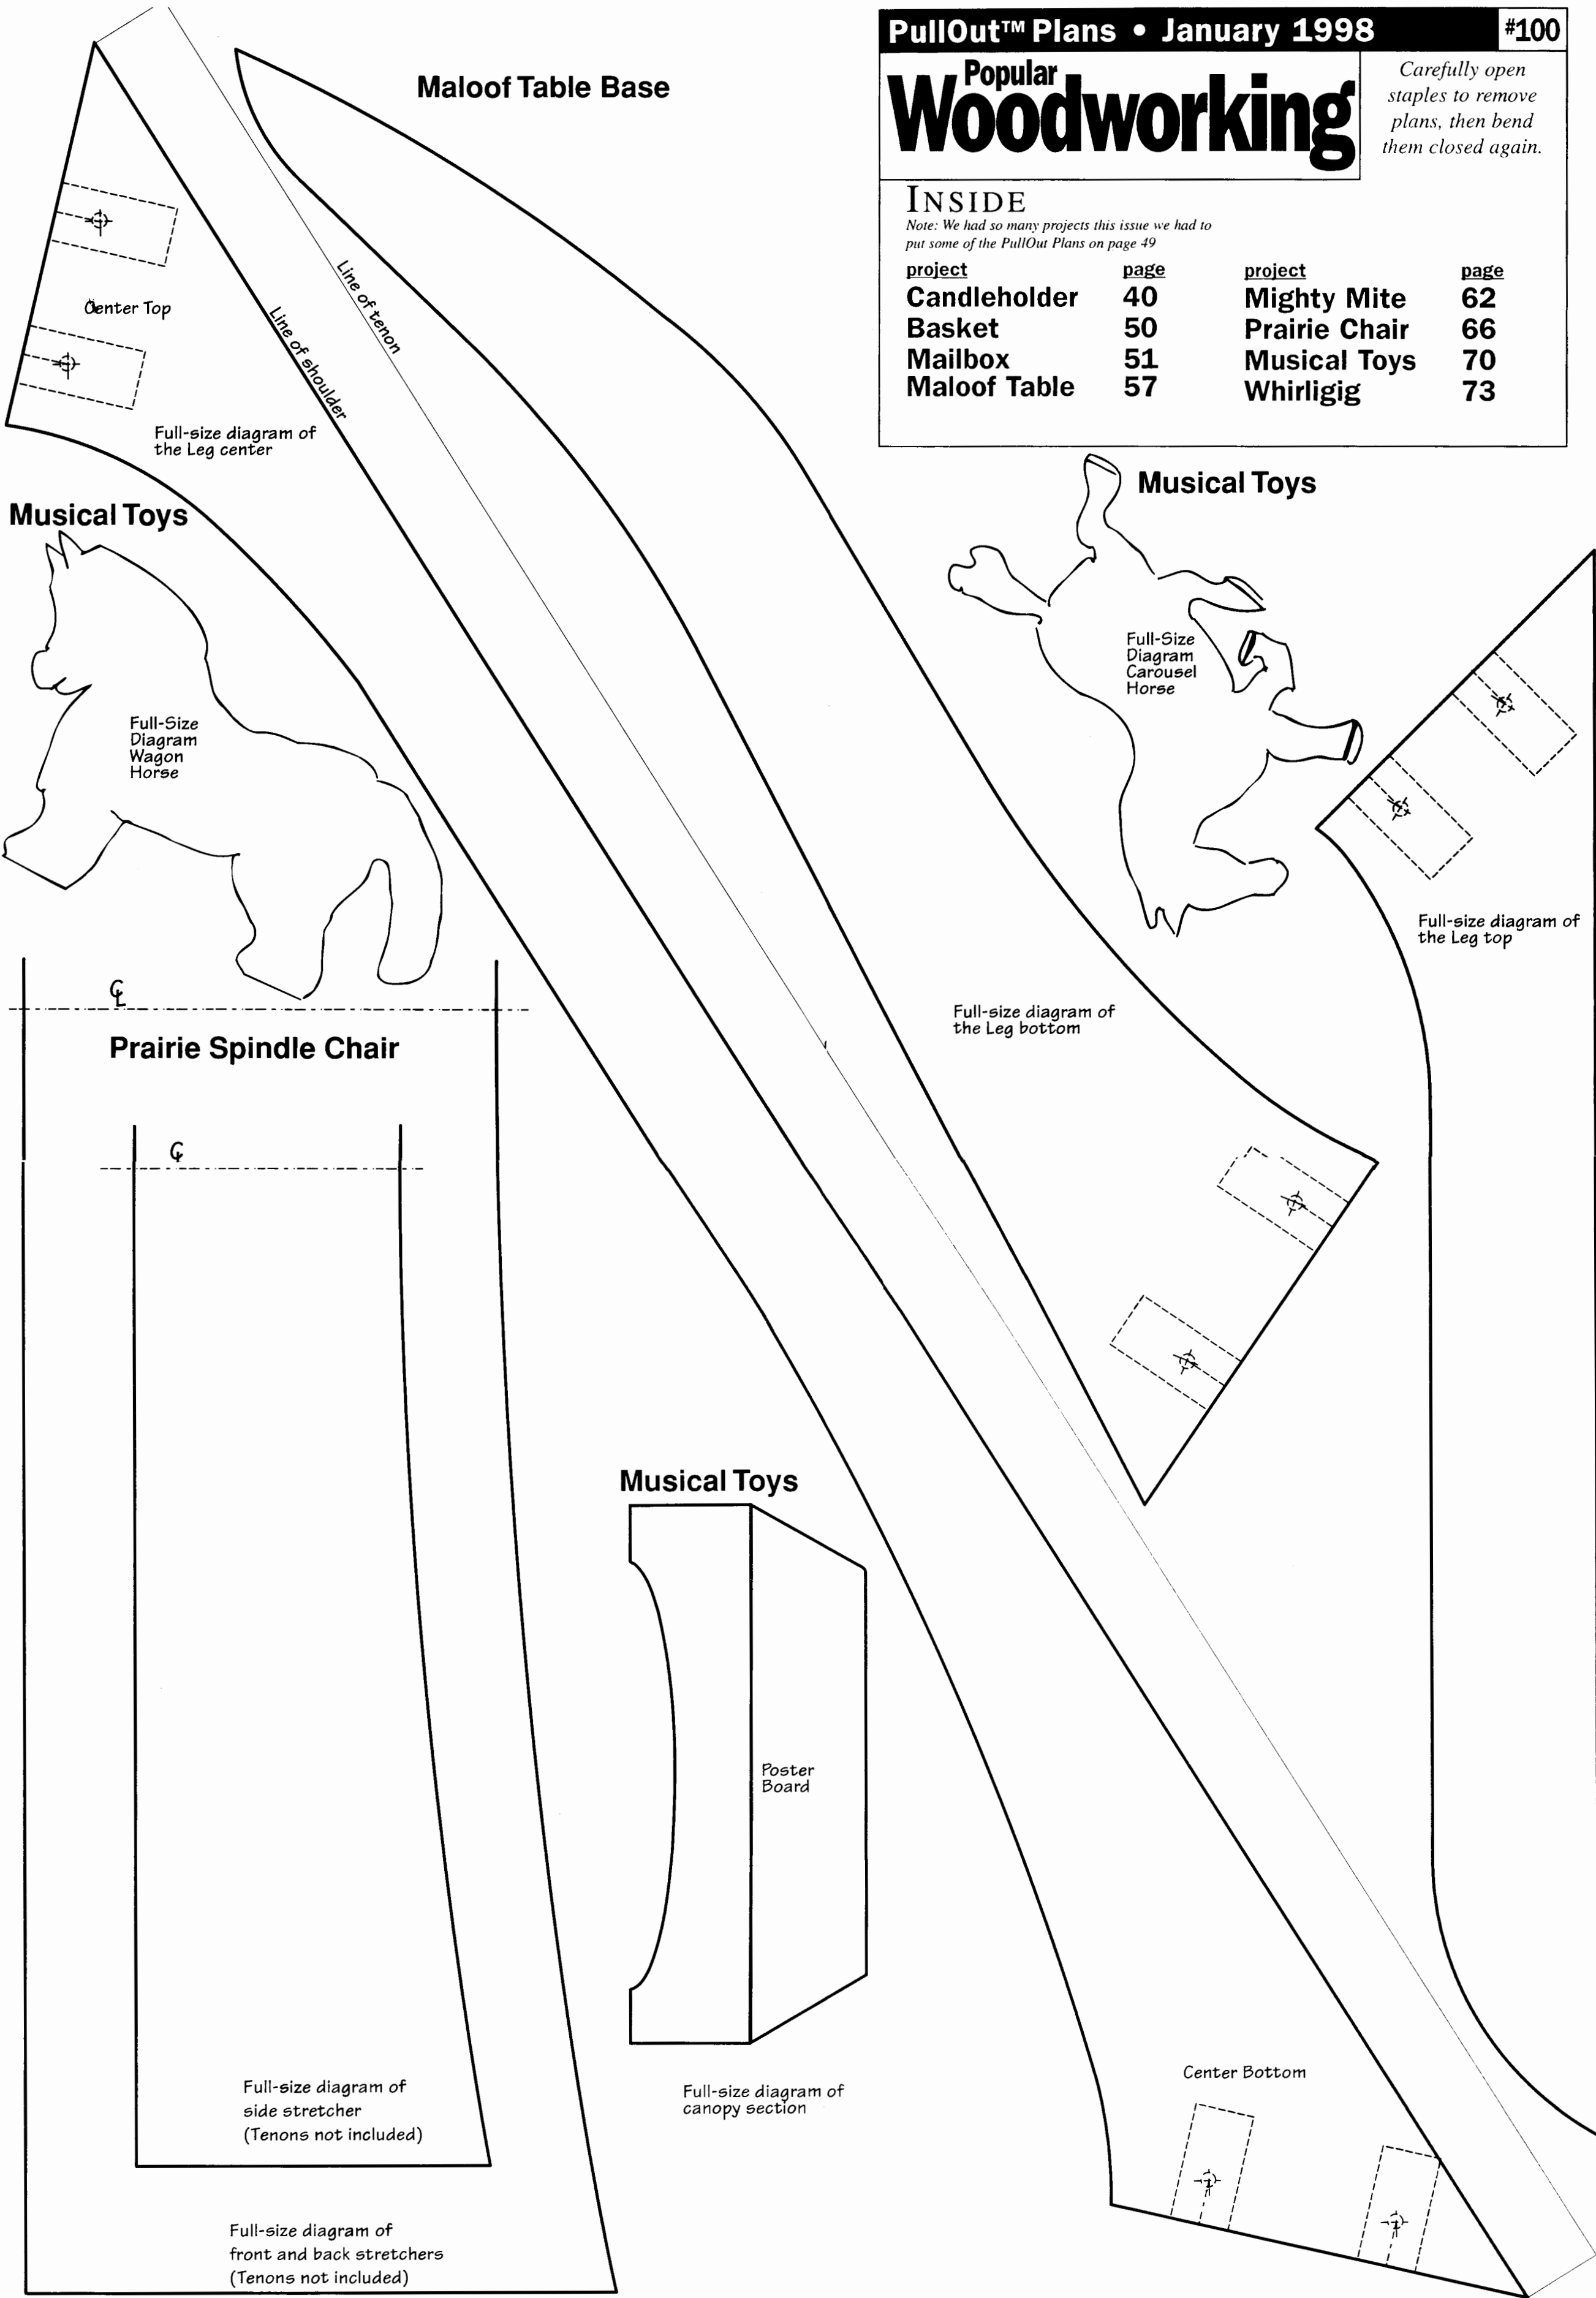 PullOut™ Plans • January 1998 #100
Popular
Woodworking
Carefully open
staples to remove
plans, then bend
them closed again.
INSIDE
Note: We had so many projects this issue we had to
put some of the PullOut Plans on page 49
project page project page
Candleholder 40 Mighty Mite 62
Basket 50 Prairie Chair 66
Mailbox 51 Musical Toys 70
Maloof Table 57 Whirligig 73
Maloof Table Base
Line of tenon
Line of shoulder
Center Top
Full-size diagram of
the Leg center
Musical Toys
Full-Size
Diagram
Wagon
Horse
Musical Toys
Full-Size
Diagram
Carousel
Horse
Full-size diagram of
the Leg top
Full-size diagram of
the Leg bottom
℄
Prairie Spindle Chair
℄
Musical Toys
Poster
Board
Full-size diagram of
canopy section
Center Bottom
Full-size diagram of
side stretcher
(Tenons not included)
Full-size diagram of
front and back stretchers
(Tenons not included)